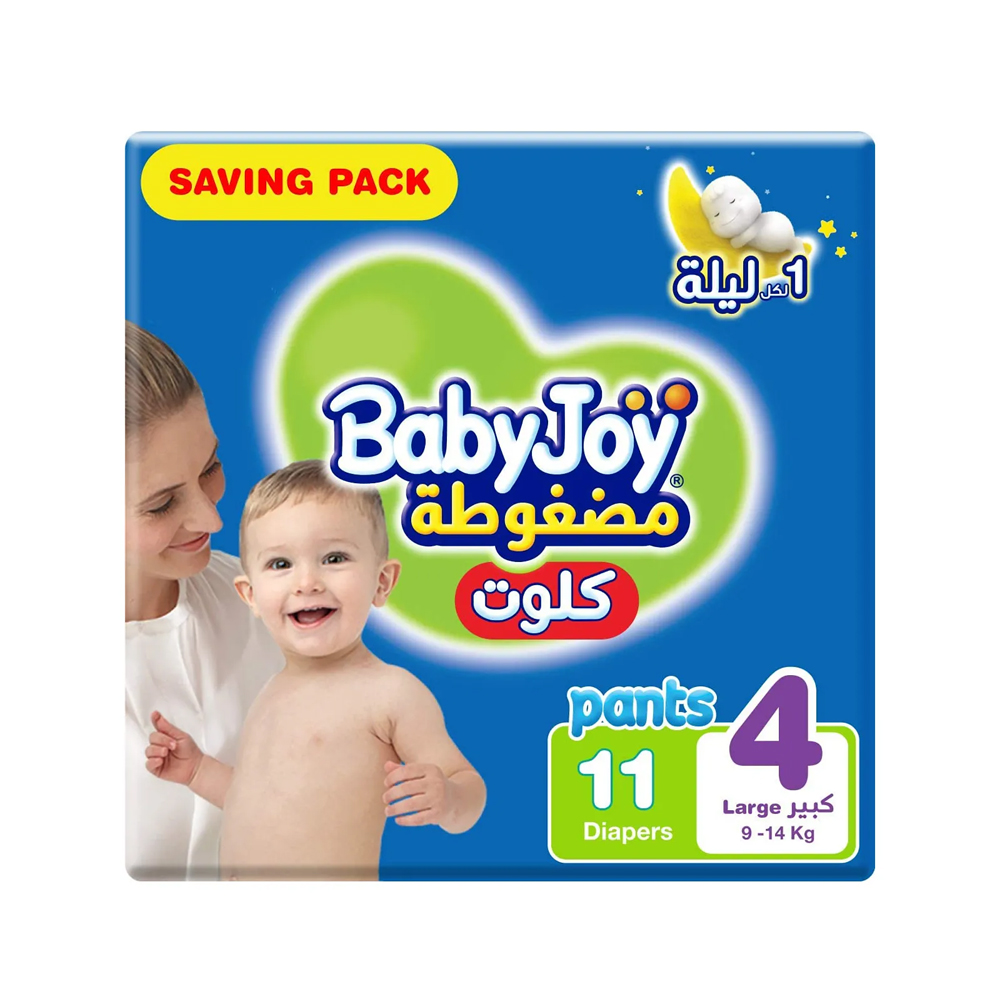 SAVING PACK
1 لكل ليلة
BabyJoy®
مضغوطة
كلوت
pants
11
Diapers
4
Large كبير
9 -14 Kg